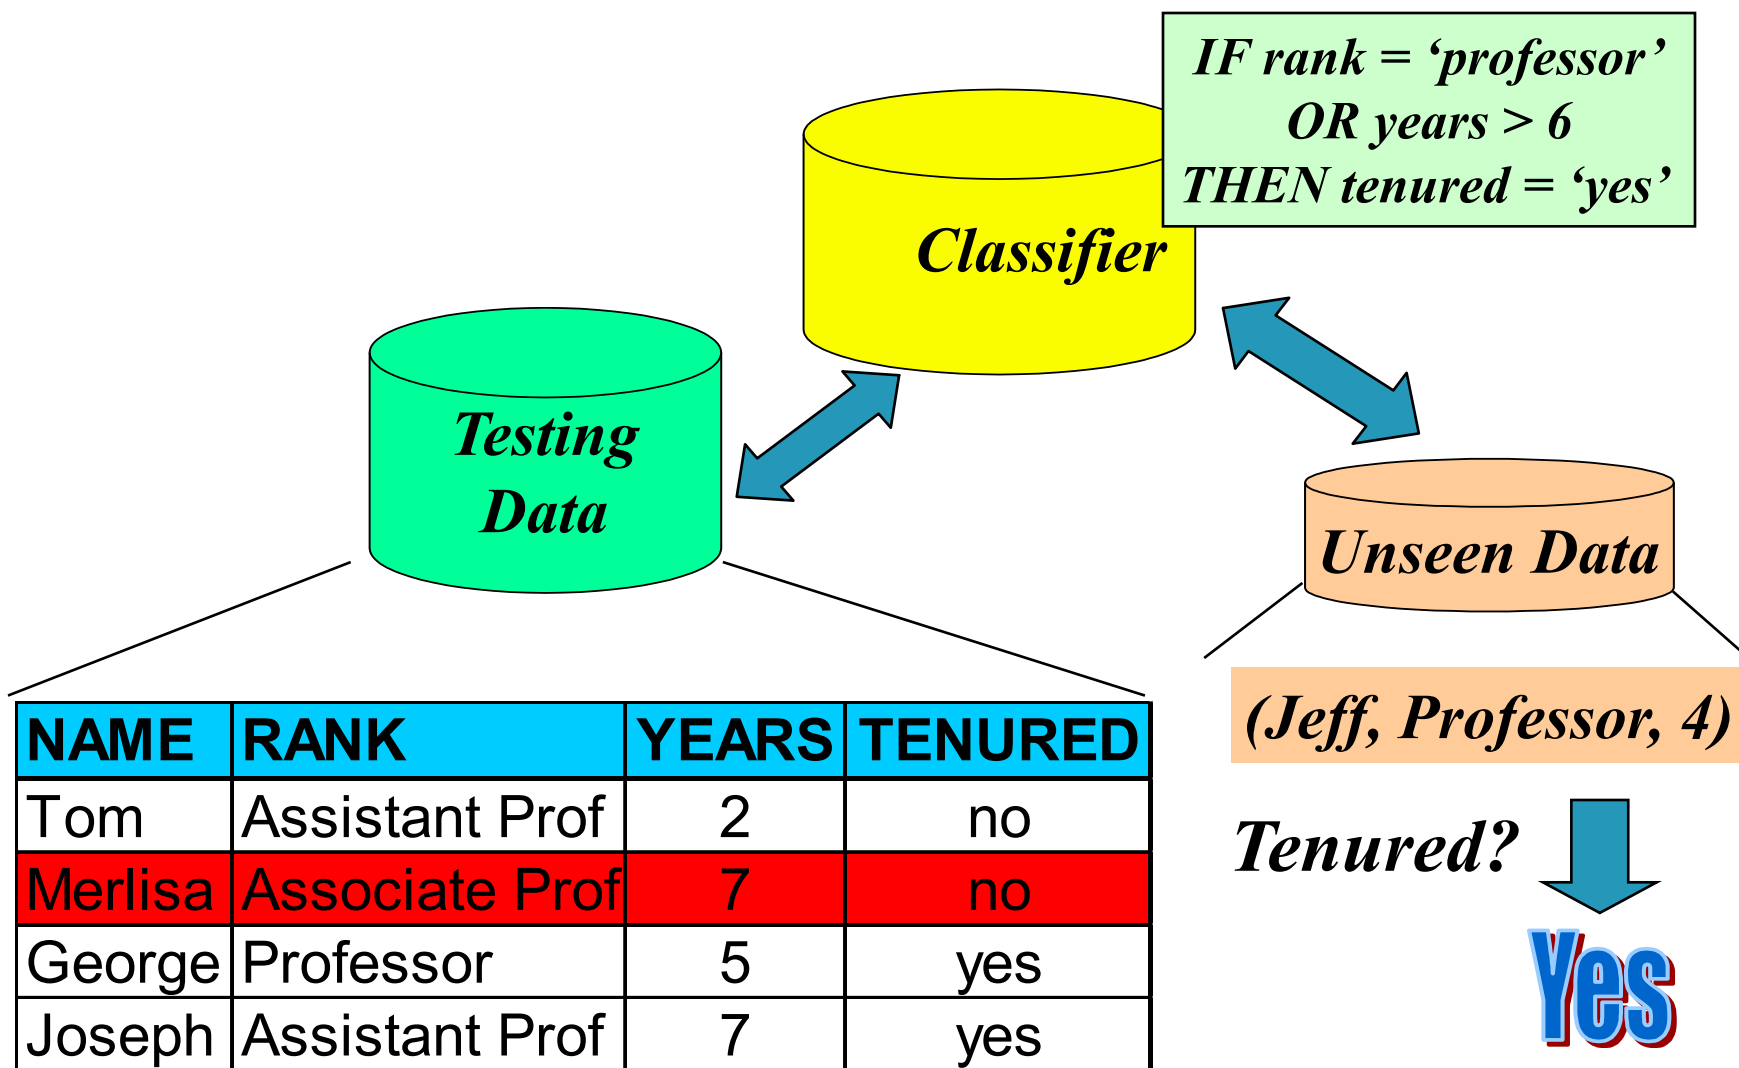 IF rank = ‘professor’
OR years > 6
THEN tenured = ‘yes’
Classifier
Testing
Data
Unseen Data
NAME RANK YEARS TENURED
Tom Assistant Prof 2 no
Merlisa Associate Prof 7 no
George Professor 5 yes
Joseph Assistant Prof 7 yes
(Jeff, Professor, 4)
Tenured?
Yes